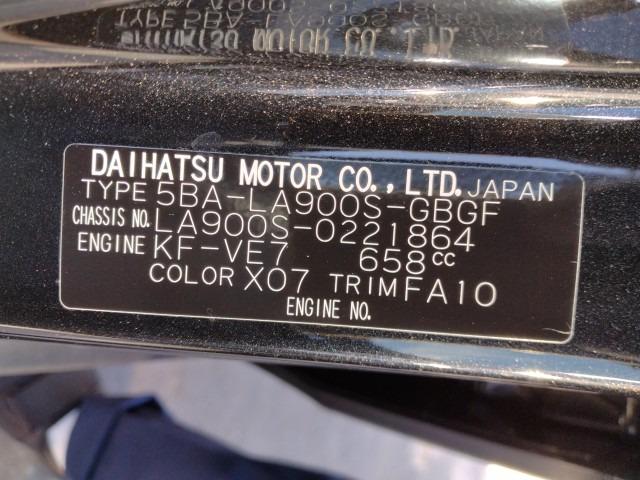 DAIHATSU MOTOR CO., LTD. JAPAN
TYPE 5BA-LA900S-GBGF
CHASSIS NO. LA900S-0221864
ENGINE KF-VE7 658cc
COLOR X07 TRIM FA10
ENGINE NO.